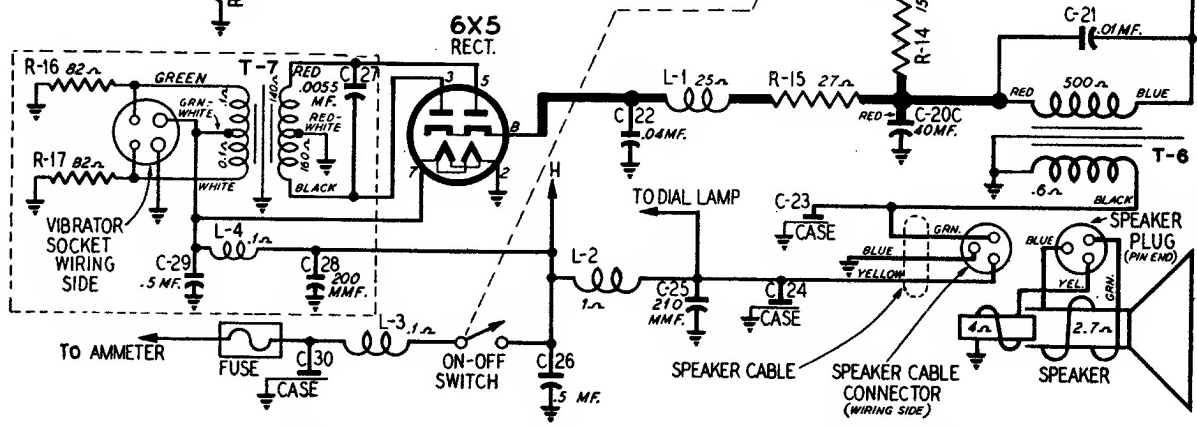 6X5
RECT.
R-16 82Ω
GREEN
T-7
RED
C-27
.0055
MF.
3
5
8
7
2
GRN-
WHITE
.1Ω
0.1Ω
140Ω
160Ω
RED-
WHITE
R-17 82Ω
WHITE
BLACK
VIBRATOR
SOCKET
WIRING
SIDE
L-4 .1Ω
C-29
.5 MF.
C-28
200
MMF.
TO AMMETER
FUSE
C-30
CASE
L-3 .1Ω
ON-OFF
SWITCH
C-26
.5 MF.
H
L-2
1Ω
TO DIAL LAMP
C-25
210
MMF.
C-24
CASE
C-22
.04MF.
L-1 25Ω
R-15 27Ω
R-14
15
RED
C-20C
40MF.
C-21
.01MF.
RED
500Ω
BLUE
T-6
.6Ω
BLACK
C-23
CASE
GRN.
BLUE
YELLOW
SPEAKER CABLE
SPEAKER CABLE
CONNECTOR
(WIRING SIDE)
SPEAKER
PLUG
(PIN END)
BLUE
YEL.
GRN.
4Ω
2.7Ω
SPEAKER